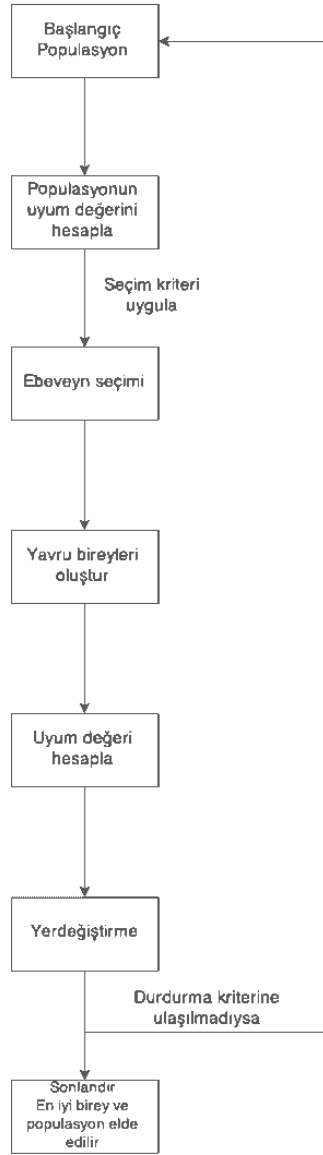 Başlangıç
Populasyon
Populasyonun
uyum değerini
hesapla
Seçim kriteri
uygula
Ebeveyn seçimi
Yavru bireyleri
oluştur
Uyum değeri
hesapla
Yerdeğiştirme
Durdurma kriterine
ulaşılmadıysa
Sonlandır
En iyi birey ve
populasyon elde
edilir